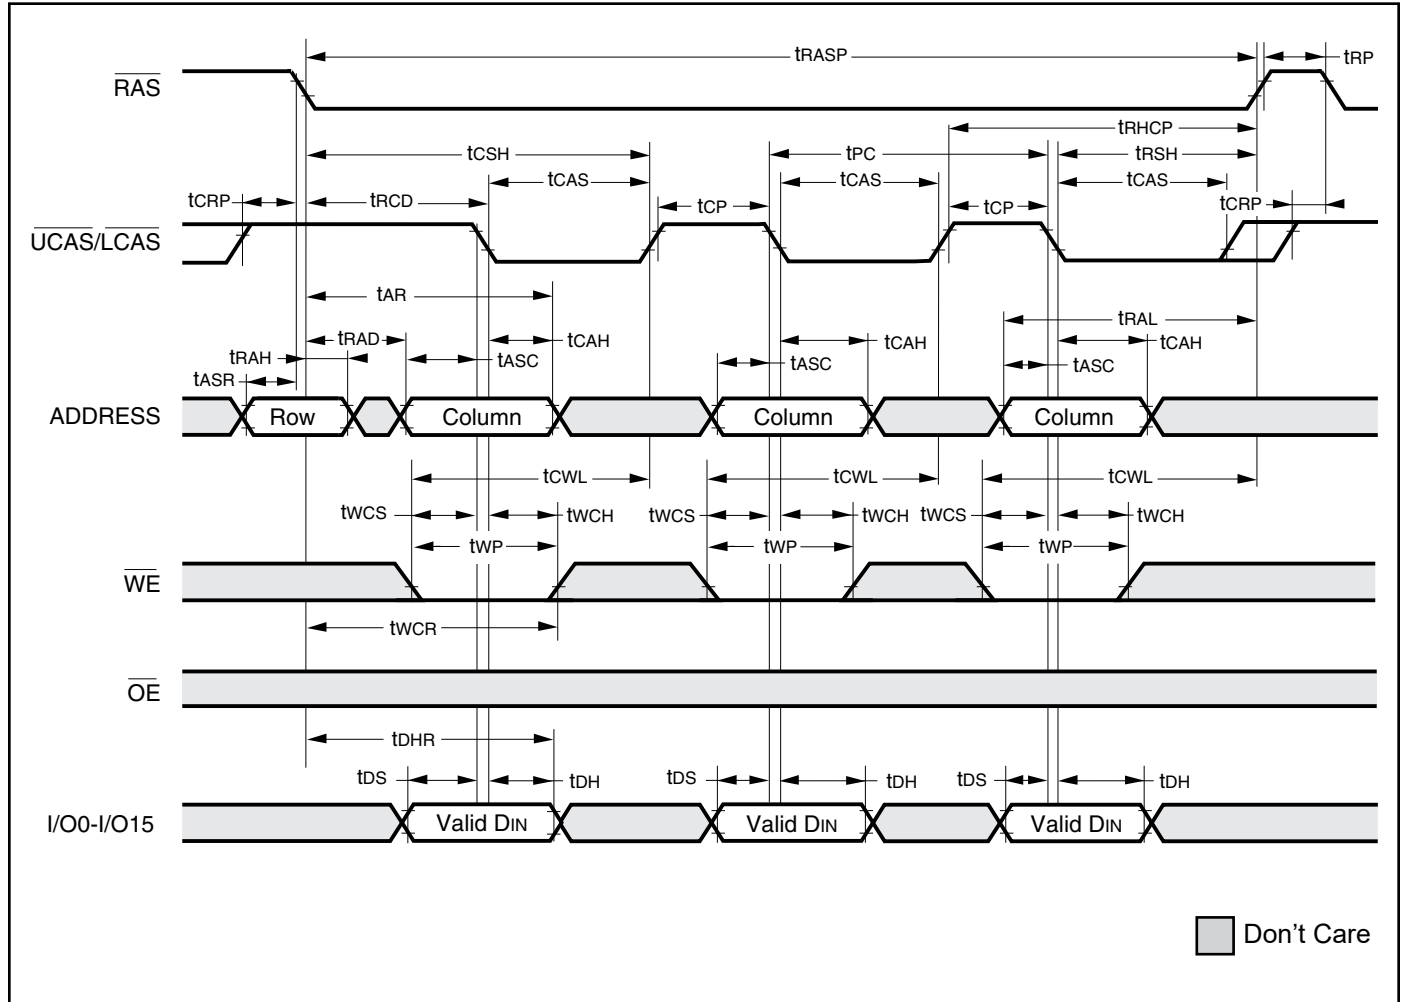 tRASP
tRP
RAS
tRHCP
tCSH
tPC
tRSH
tCAS
tCAS
tCAS
tCRP
tRCD
tCP
tCP
tCRP
UCAS/LCAS
tAR
tRAL
tRAD
tCAH
tCAH
tCAH
tRAH
tASC
tASC
tASC
tASR
ADDRESS
Row
Column
Column
Column
tCWL
tCWL
tCWL
tWCS
tWCH
tWCS
tWCH
tWCS
tWCH
tWP
tWP
tWP
WE
tWCR
OE
tDHR
tDS
tDH
tDS
tDH
tDS
tDH
I/O0-I/O15
Valid DIN
Valid DIN
Valid DIN
Don't Care